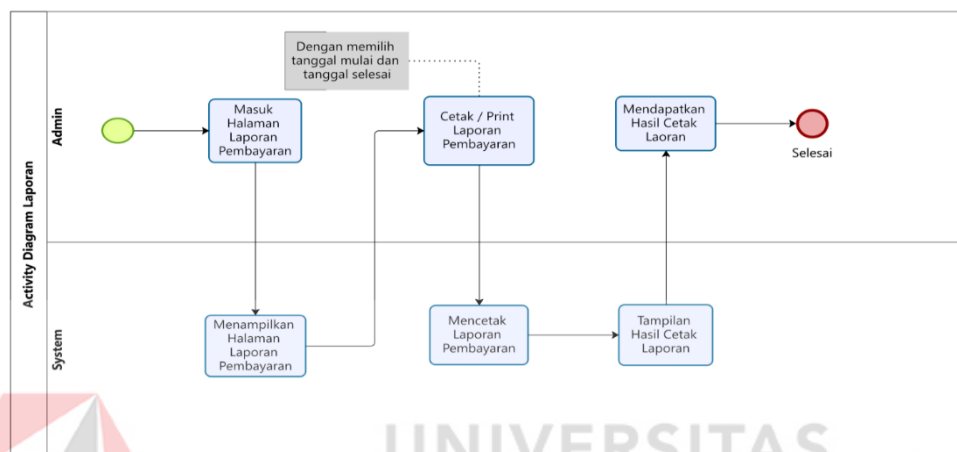 Activity Diagram Laporan
Admin
Dengan memilih
tanggal mulai dan
tanggal selesai
Masuk
Halaman
Laporan
Pembayaran
Cetak / Print
Laporan
Pembayaran
Mendapatkan
Hasil Cetak
Laoran
Selesai
System
Menampilkan
Halaman
Laporan
Pembayaran
Mencetak
Laporan
Pembayaran
Tampilan
Hasil Cetak
Laporan
UNIVERSITAS